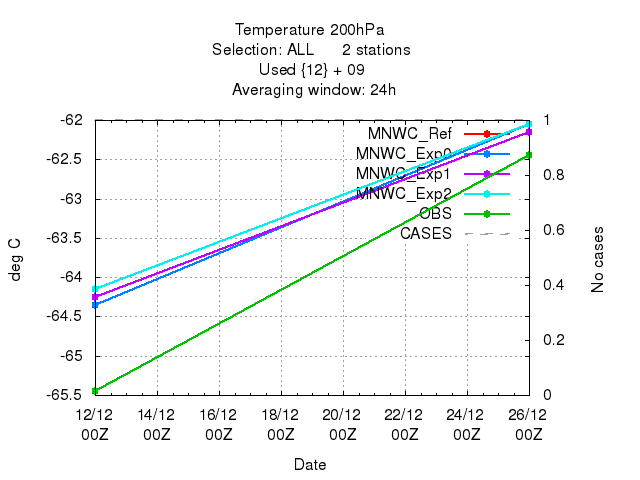 Temperature 200hPa
Selection: ALL 2 stations
Used {12} + 09
Averaging window: 24h
-62
-62.5
-63
-63.5
-64
-64.5
-65
-65.5
deg C
MNWC_Ref
MNWC_Exp0
MNWC_Exp1
MNWC_Exp2
OBS
CASES
1
0.8
0.6
0.4
0.2
0
No cases
12/12 14/12 16/12 18/12 20/12 22/12 24/12 26/12
00Z 00Z 00Z 00Z 00Z 00Z 00Z 00Z
Date